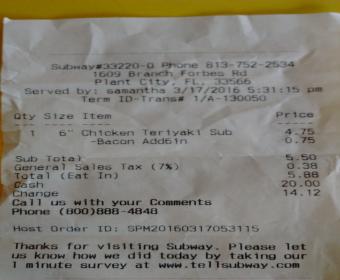 Subway#33220-0 Phone 813-752-2534
1609 Branch Forbes Rd
Plant City, FL, 33566
Served by: samantha 3/17/2016 5:31:15 pm
Term ID-Trans# 1/A-130050
Qty Size Item Price
1 6" Chicken Teriyaki Sub 4.75
-Bacon Add6in 0.75
Sub Total 5.50
General Sales Tax (7%) 0.38
Total (Eat In) 5.88
Cash 20.00
Change 14.12
Call us with your Comments
Phone (800)888-4848
Host Order ID: SPM20160317053115
Thanks for visiting Subway. Please let
us know how we did today by taking our
1 minute survey at www.tellsubway.com